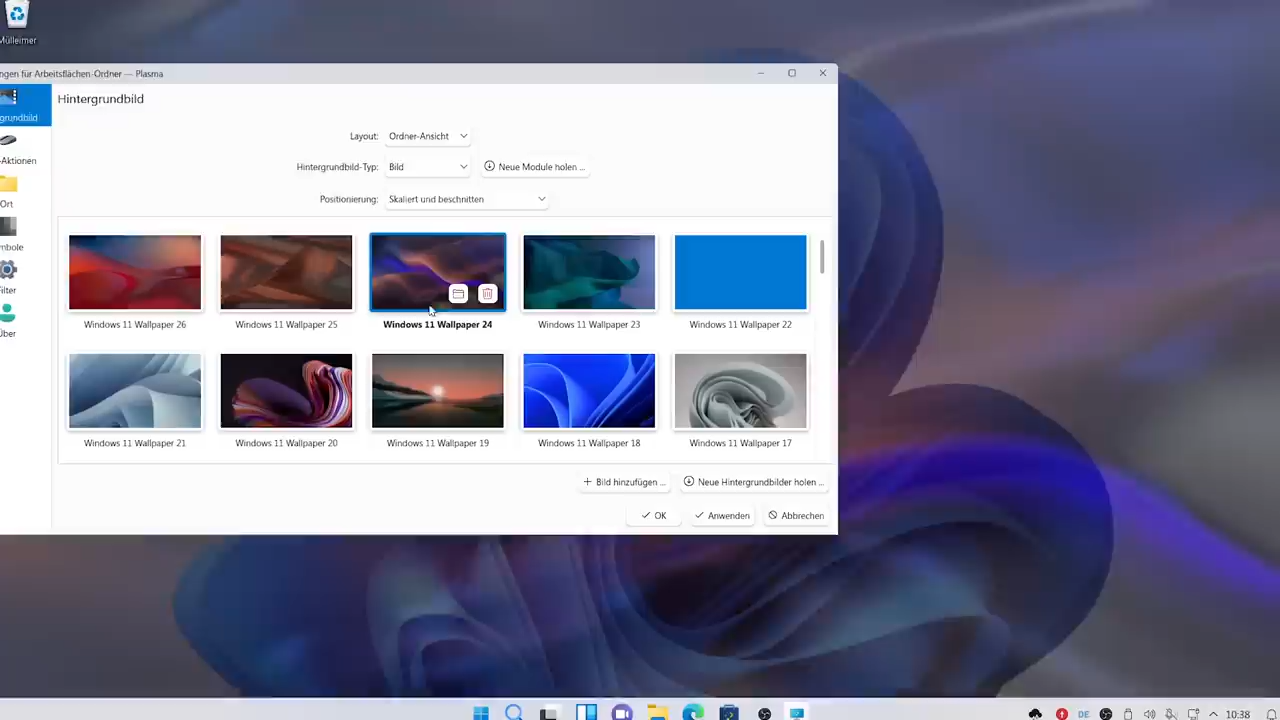 Mülleimer
ngen für Arbeitsflächen-Ordner — Plasma
grundbild
Hintergrundbild
Layout: Ordner-Ansicht
-Aktionen
Hintergrundbild-Typ: Bild Neue Module holen ...
Ort
Positionierung: Skaliert und beschnitten
mbole
ilter
Über
Windows 11 Wallpaper 26 Windows 11 Wallpaper 25 Windows 11 Wallpaper 24 Windows 11 Wallpaper 23 Windows 11 Wallpaper 22
Windows 11 Wallpaper 21 Windows 11 Wallpaper 20 Windows 11 Wallpaper 19 Windows 11 Wallpaper 18 Windows 11 Wallpaper 17
+ Bild hinzufügen ... Neue Hintergrundbilder holen ...
OK Anwenden Abbrechen
DE 10:38